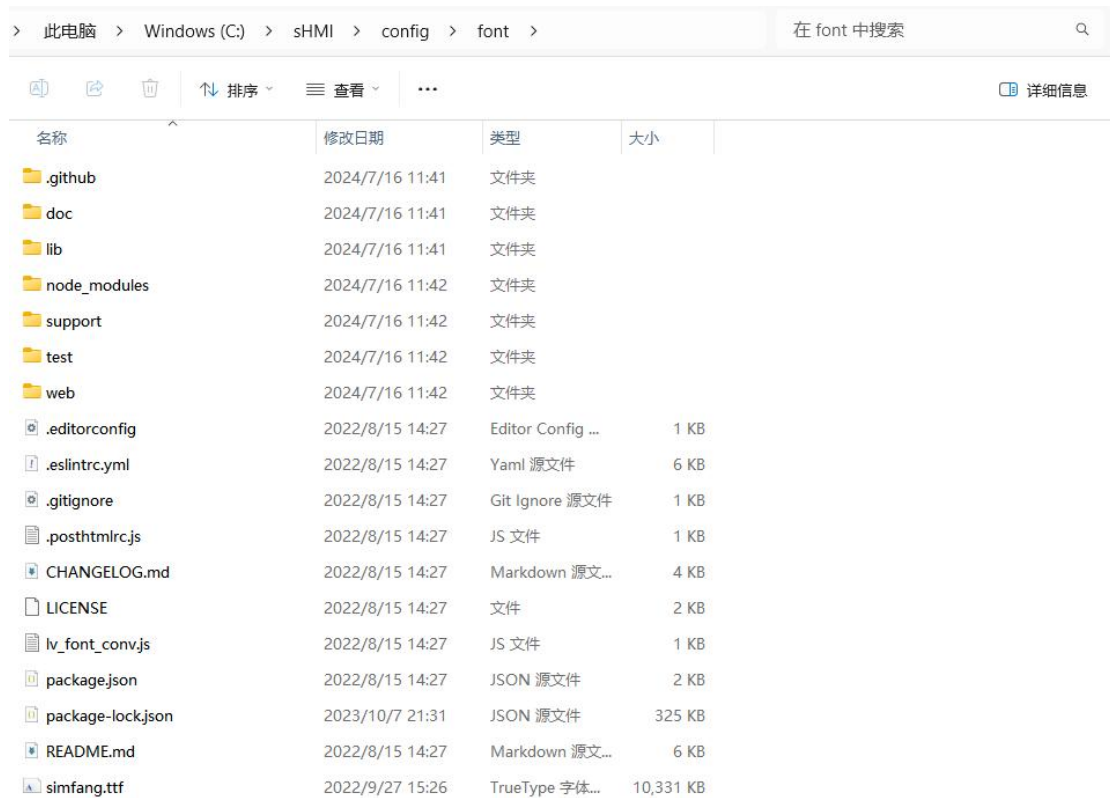 > 此电脑 > Windows (C:) > sHMI > config > font > 在 font 中搜索
排序 查看 ... 详细信息
名称 修改日期 类型 大小
.github 2024/7/16 11:41 文件夹
doc 2024/7/16 11:41 文件夹
lib 2024/7/16 11:41 文件夹
node_modules 2024/7/16 11:42 文件夹
support 2024/7/16 11:42 文件夹
test 2024/7/16 11:42 文件夹
web 2024/7/16 11:42 文件夹
.editorconfig 2022/8/15 14:27 Editor Config ... 1 KB
.eslintrc.yml 2022/8/15 14:27 Yaml 源文件 6 KB
.gitignore 2022/8/15 14:27 Git Ignore 源文件 1 KB
.posthtmlrc.js 2022/8/15 14:27 JS 文件 1 KB
CHANGELOG.md 2022/8/15 14:27 Markdown 源文... 4 KB
LICENSE 2022/8/15 14:27 文件 2 KB
lv_font_conv.js 2022/8/15 14:27 JS 文件 1 KB
package.json 2022/8/15 14:27 JSON 源文件 2 KB
package-lock.json 2023/10/7 21:31 JSON 源文件 325 KB
README.md 2022/8/15 14:27 Markdown 源文... 6 KB
simfang.ttf 2022/9/27 15:26 TrueType 字体... 10,331 KB